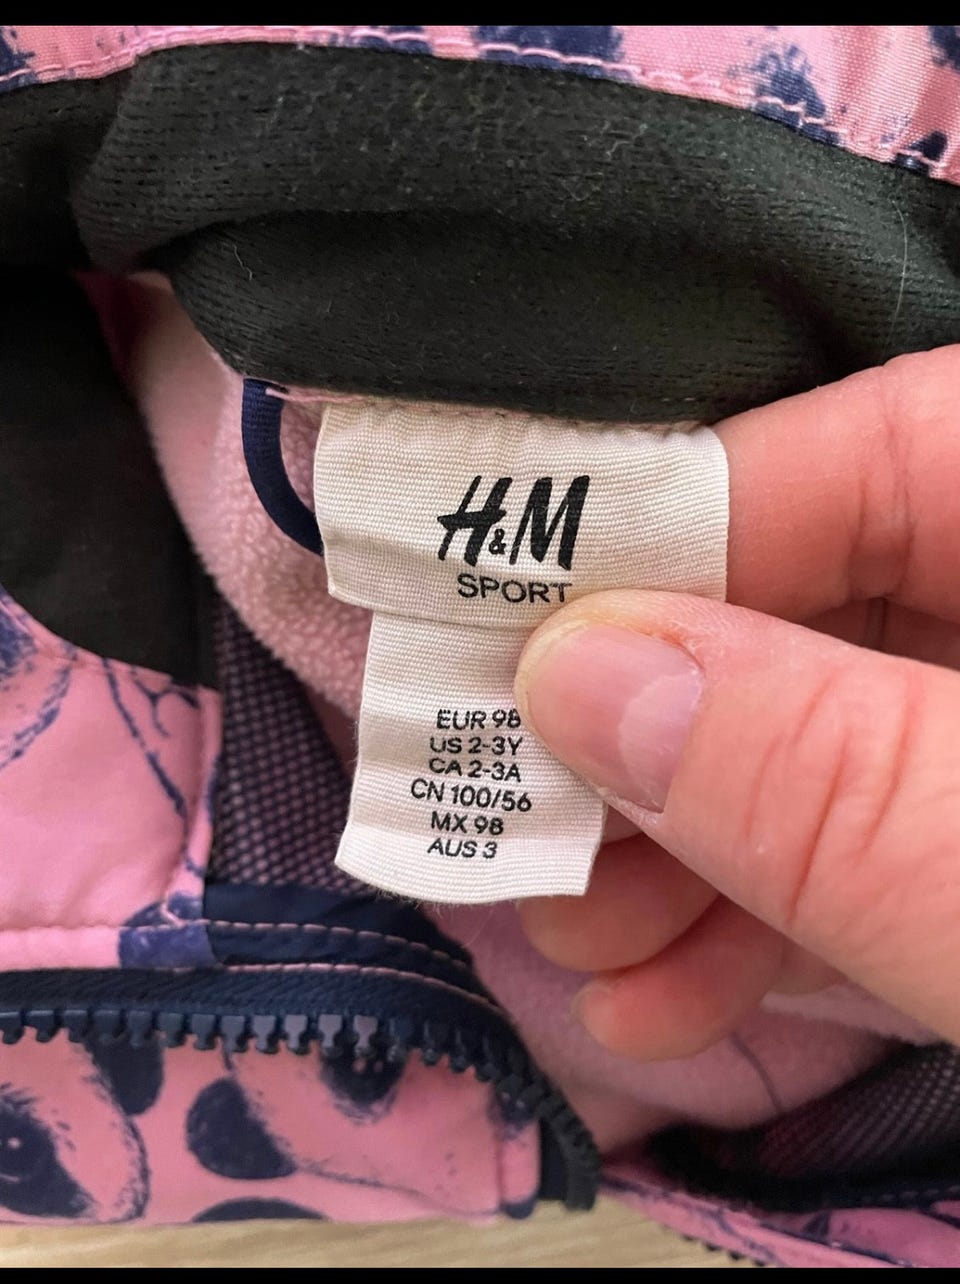 H&M
SPORT
EUR 98
US 2-3Y
CA 2-3A
CN 100/56
MX 98
AUS 3